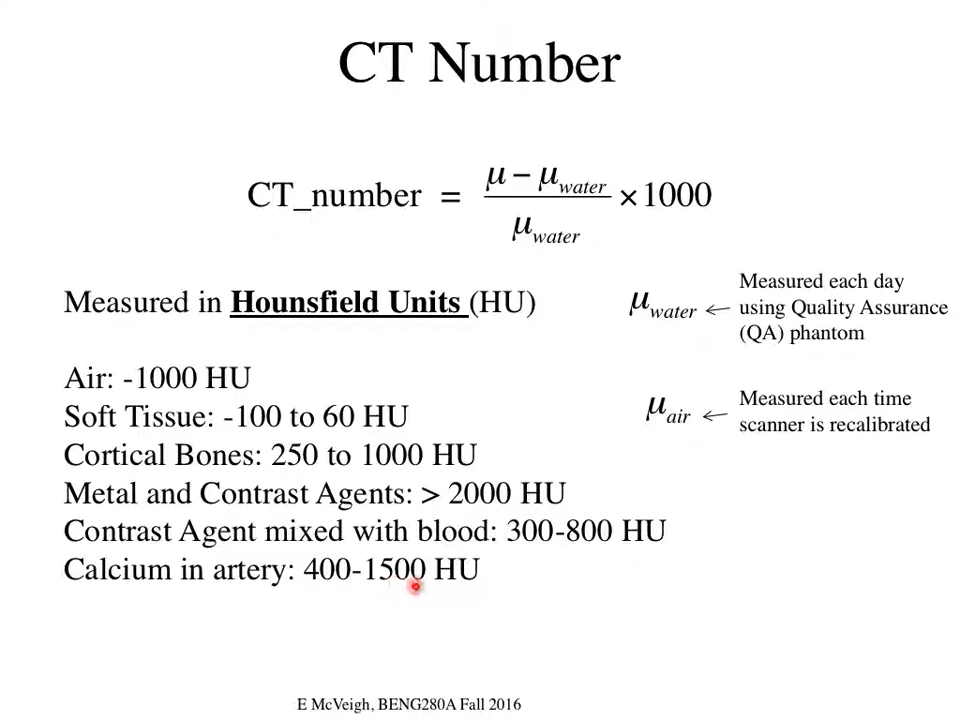 CT Number
CT_number = (μ − μ_water) / μ_water × 1000
Measured in Hounsfield Units (HU)
μ_water ← Measured each day
using Quality Assurance
(QA) phantom
Air: -1000 HU
Soft Tissue: -100 to 60 HU
μ_air ← Measured each time
scanner is recalibrated
Cortical Bones: 250 to 1000 HU
Metal and Contrast Agents: > 2000 HU
Contrast Agent mixed with blood: 300-800 HU
Calcium in artery: 400-1500 HU
E McVeigh, BENG280A Fall 2016